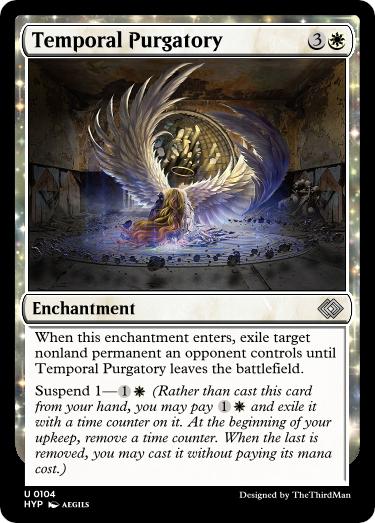 Temporal Purgatory 3
Enchantment
When this enchantment enters, exile target
nonland permanent an opponent controls until
Temporal Purgatory leaves the battlefield.
Suspend 1—1 (Rather than cast this card
from your hand, you may pay 1 and exile it
with a time counter on it. At the beginning of your
upkeep, remove a time counter. When the last is
removed, you may cast it without paying its mana
cost.)
U 0104
HYP AEGILS
Designed by TheThirdMan